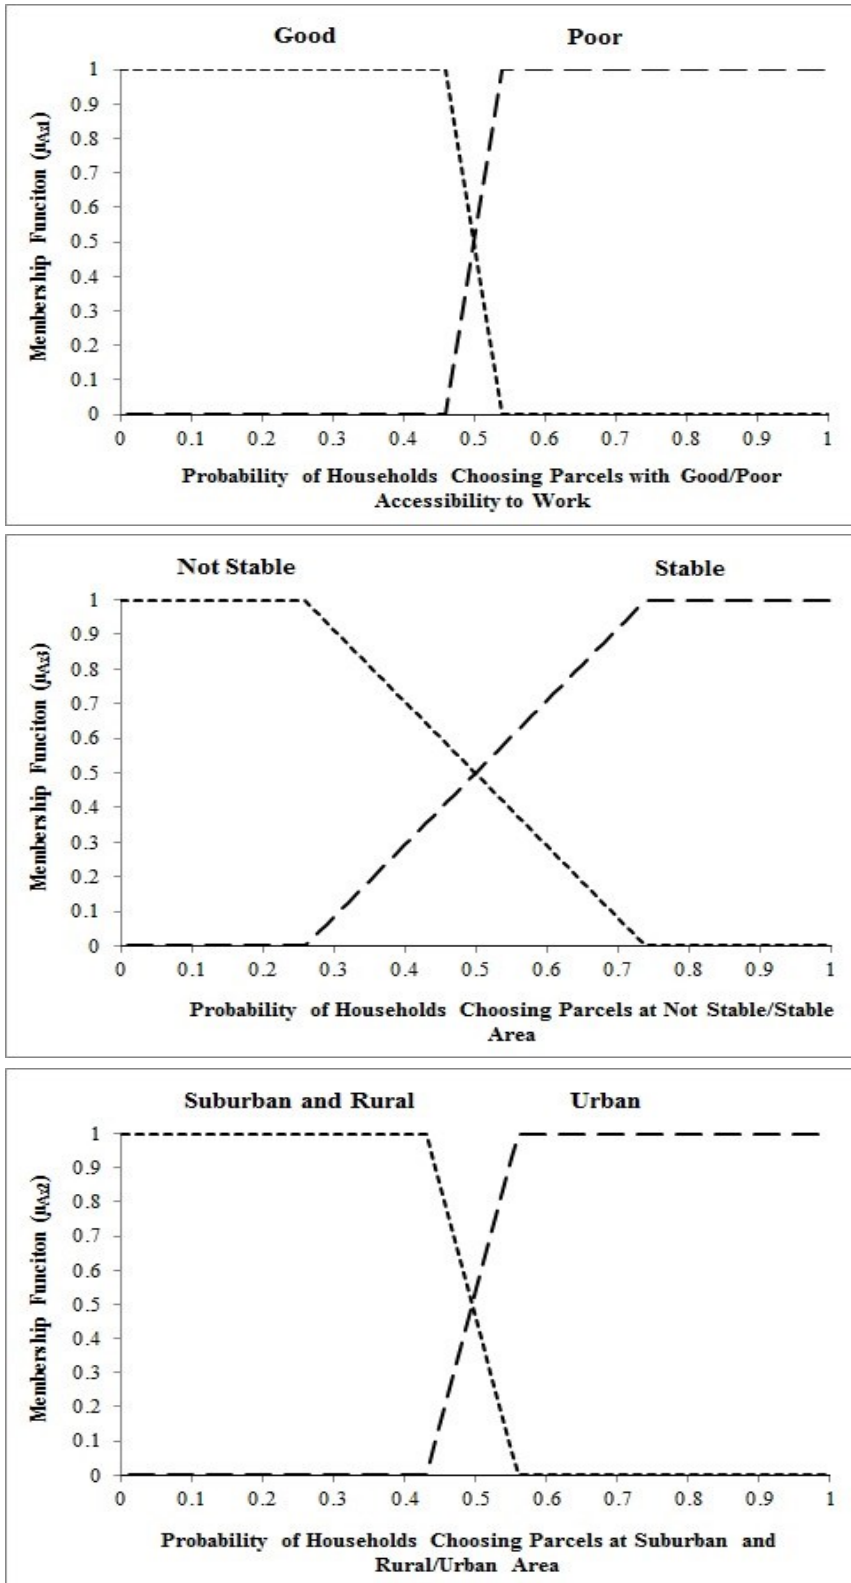 Good Poor
1
0.9
0.8
0.7
0.6
0.5
0.4
0.3
0.2
0.1
0
Membership Funciton (μAx1)
0 0.1 0.2 0.3 0.4 0.5 0.6 0.7 0.8 0.9 1
Probability of Households Choosing Parcels with Good/Poor
Accessibility to Work
Not Stable Stable
1
0.9
0.8
0.7
0.6
0.5
0.4
0.3
0.2
0.1
0
Membership Funciton (μAx3)
0 0.1 0.2 0.3 0.4 0.5 0.6 0.7 0.8 0.9 1
Probability of Households Choosing Parcels at Not Stable/Stable
Area
Suburban and Rural Urban
1
0.9
0.8
0.7
0.6
0.5
0.4
0.3
0.2
0.1
0
Membership Funciton (μAx2)
0 0.1 0.2 0.3 0.4 0.5 0.6 0.7 0.8 0.9 1
Probability of Households Choosing Parcels at Suburban and
Rural/Urban Area